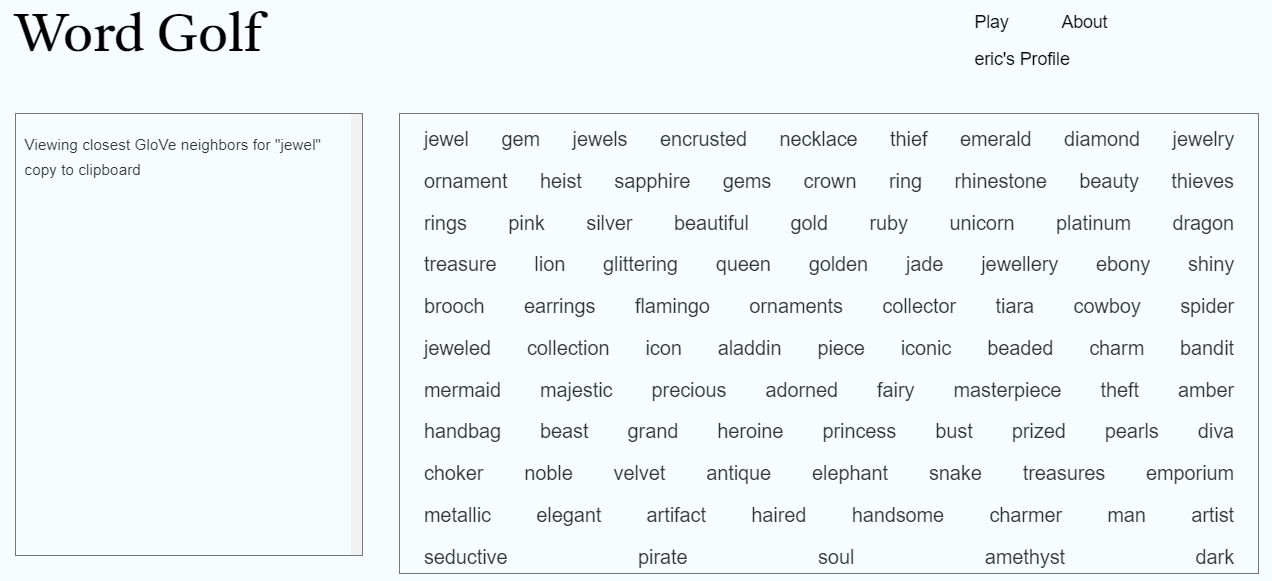 Word Golf
Play About
eric's Profile
Viewing closest GloVe neighbors for "jewel"
copy to clipboard
jewel gem jewels encrusted necklace thief emerald diamond jewelry
ornament heist sapphire gems crown ring rhinestone beauty thieves
rings pink silver beautiful gold ruby unicorn platinum dragon
treasure lion glittering queen golden jade jewellery ebony shiny
brooch earrings flamingo ornaments collector tiara cowboy spider
jeweled collection icon aladdin piece iconic beaded charm bandit
mermaid majestic precious adorned fairy masterpiece theft amber
handbag beast grand heroine princess bust prized pearls diva
choker noble velvet antique elephant snake treasures emporium
metallic elegant artifact haired handsome charmer man artist
seductive pirate soul amethyst dark